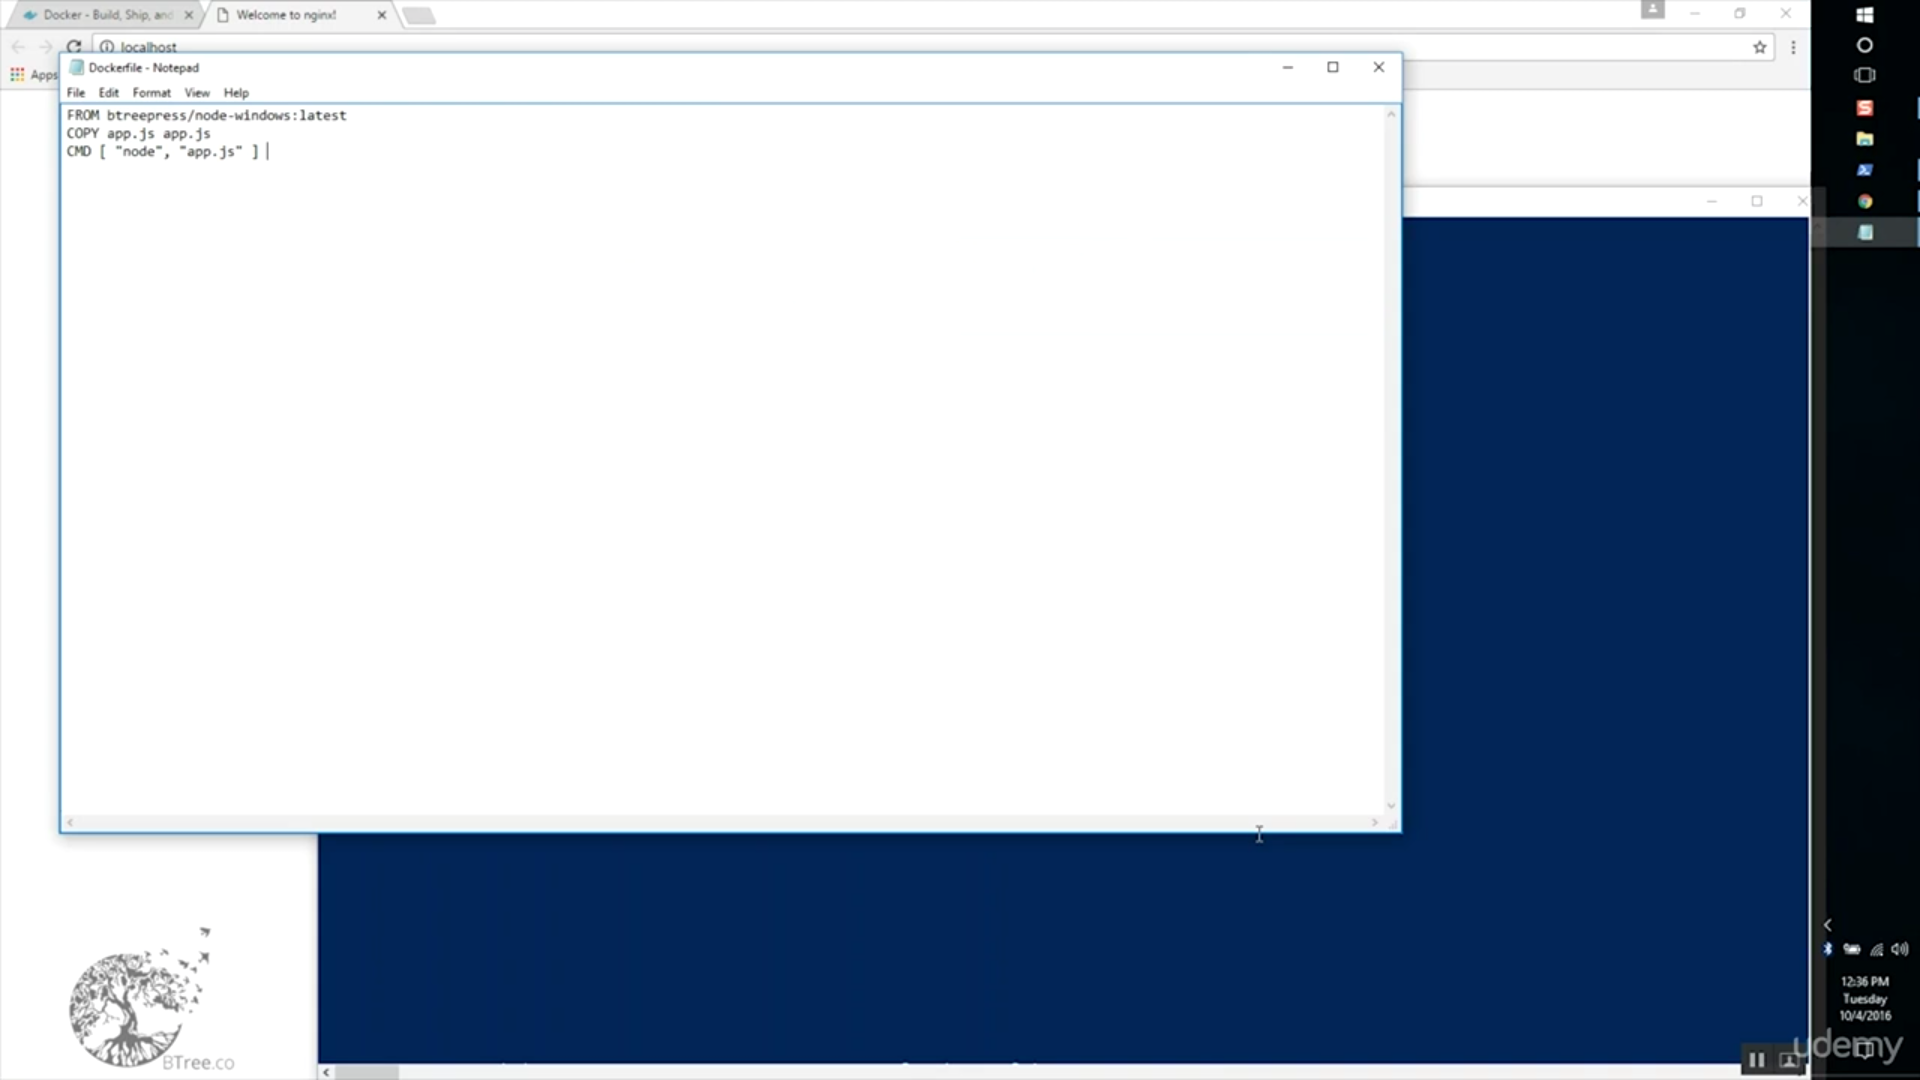 Docker - Build, Ship, and
Welcome to nginx!
localhost
Apps
Dockerfile - Notepad
File Edit Format View Help
FROM btreepress/node-windows:latest
COPY app.js app.js
CMD [ "node", "app.js" ]
12:36 PM
Tuesday
10/4/2016
BTree.co
udemy